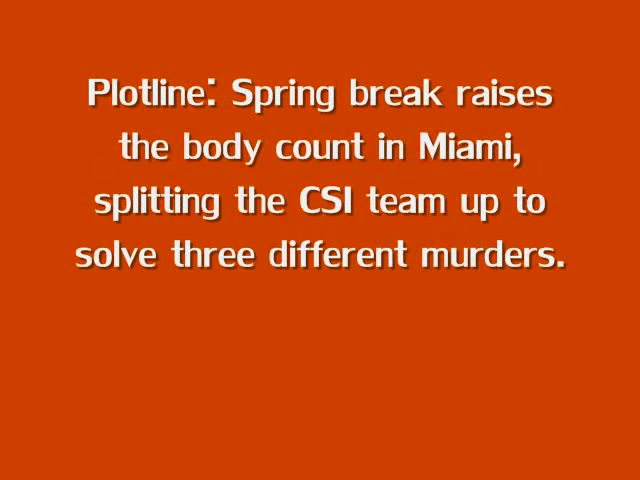 Plotline: Spring break raises
the body count in Miami,
splitting the CSI team up to
solve three different murders.